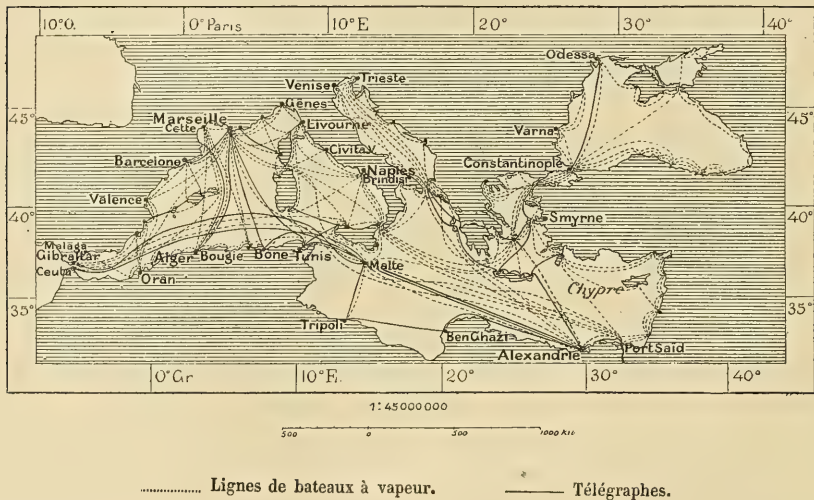 10°O. 0° Paris 10°E 20° 30° 40°
Odessa
Venise Trieste
45° Gênes 45°
Marseille Livourne
Cette Varna
Civita V.
Barcelone Constantinople
Naples
Brindisi
Valence
40° Smyrne 40°
Malaga
Gibraltar Alger Bougie Bône Tunis Malte
Ceuta Oran Chypre
35° 35°
Tripoli
BenGhazi
Alexandrie PortSaïd
0°Gr 10°E. 20° 30° 40°
1:45000000
500 0 500 1000 kil
Lignes de bateaux à vapeur. Télégraphes.